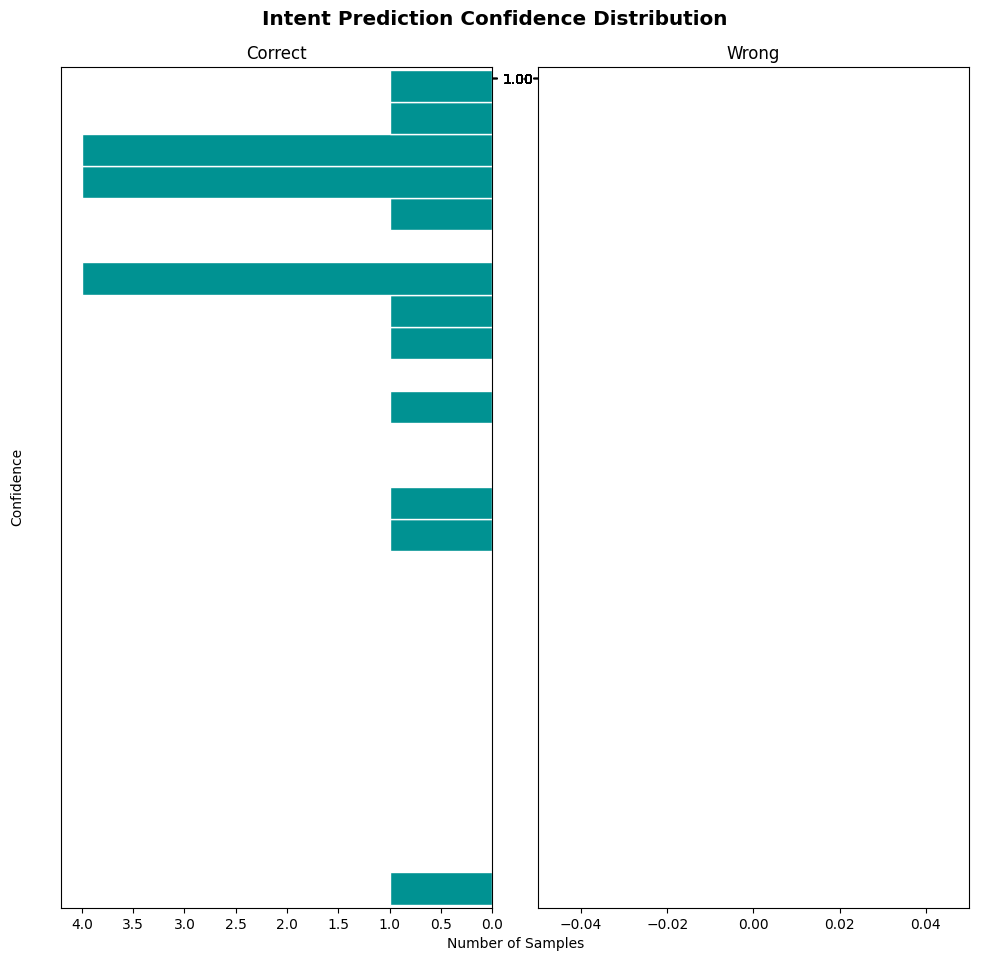 Intent Prediction Confidence Distribution
Correct
Wrong
1.00
Confidence
4.0 3.5 3.0 2.5 2.0 1.5 1.0 0.5 0.0
−0.04 −0.02 0.00 0.02 0.04
Number of Samples